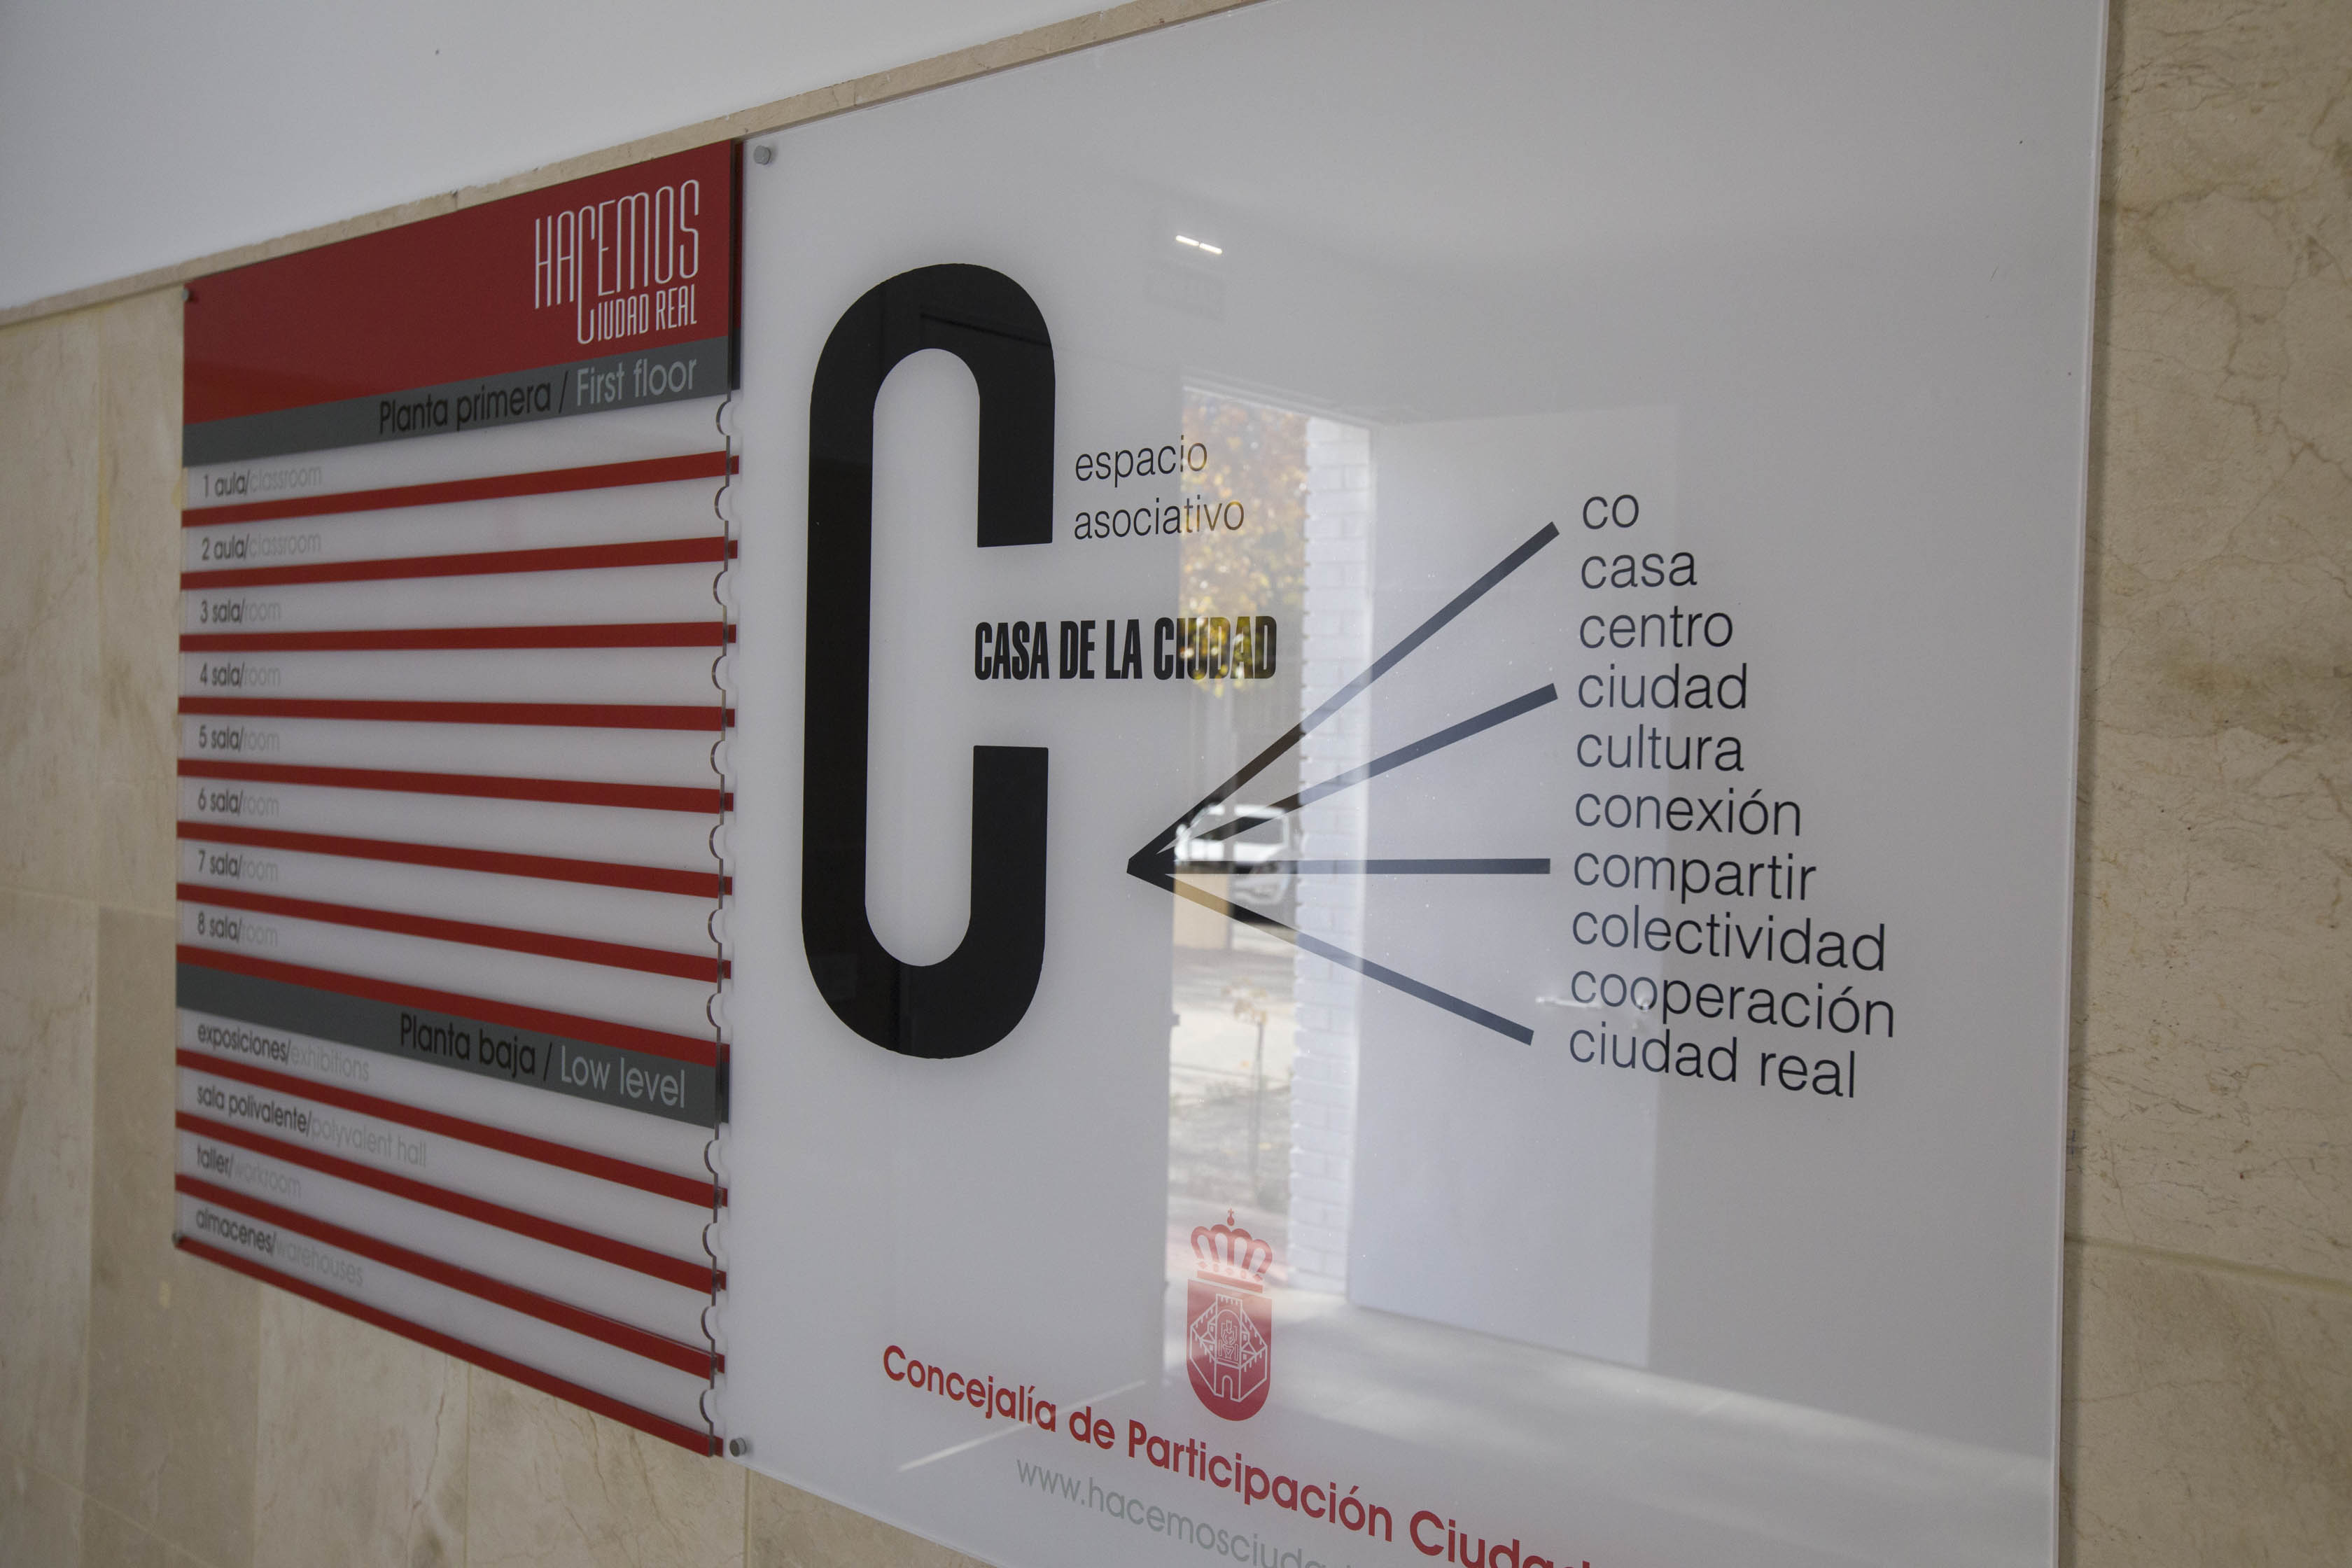 HACEMOS
CIUDAD REAL
Planta primera / First floor
1 aula/classroom
2 aula/classroom
3 sala/room
4 sala/room
5 sala/room
6 sala/room
7 sala/room
8 sala/room
Planta baja / Low level
exposiciones/exhibitions
sala polivalente/polyvalent hall
taller/workroom
almacenes/warehouses
C
espacio
asociativo
CASA DE LA CIUDAD
co
casa
centro
ciudad
cultura
conexión
compartir
colectividad
cooperación
ciudad real
Concejalía de Participación